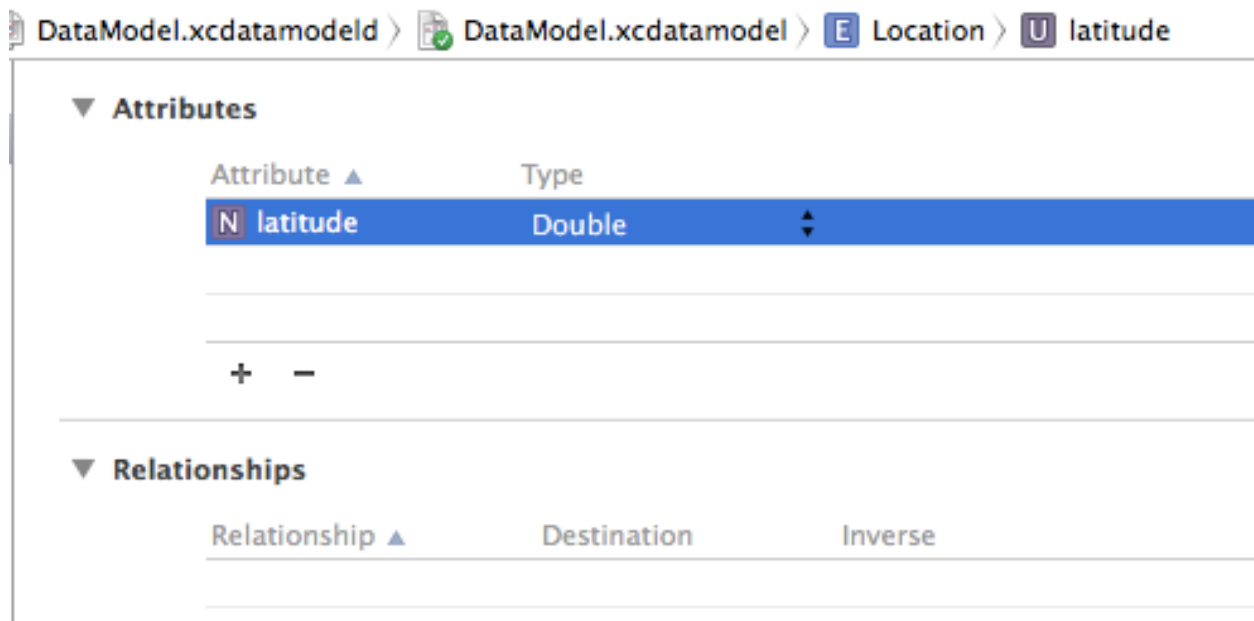 DataModel.xcdatamodeld DataModel.xcdatamodel E Location U latitude
Attributes
Attribute Type
N latitude Double
+ −
Relationships
Relationship Destination Inverse